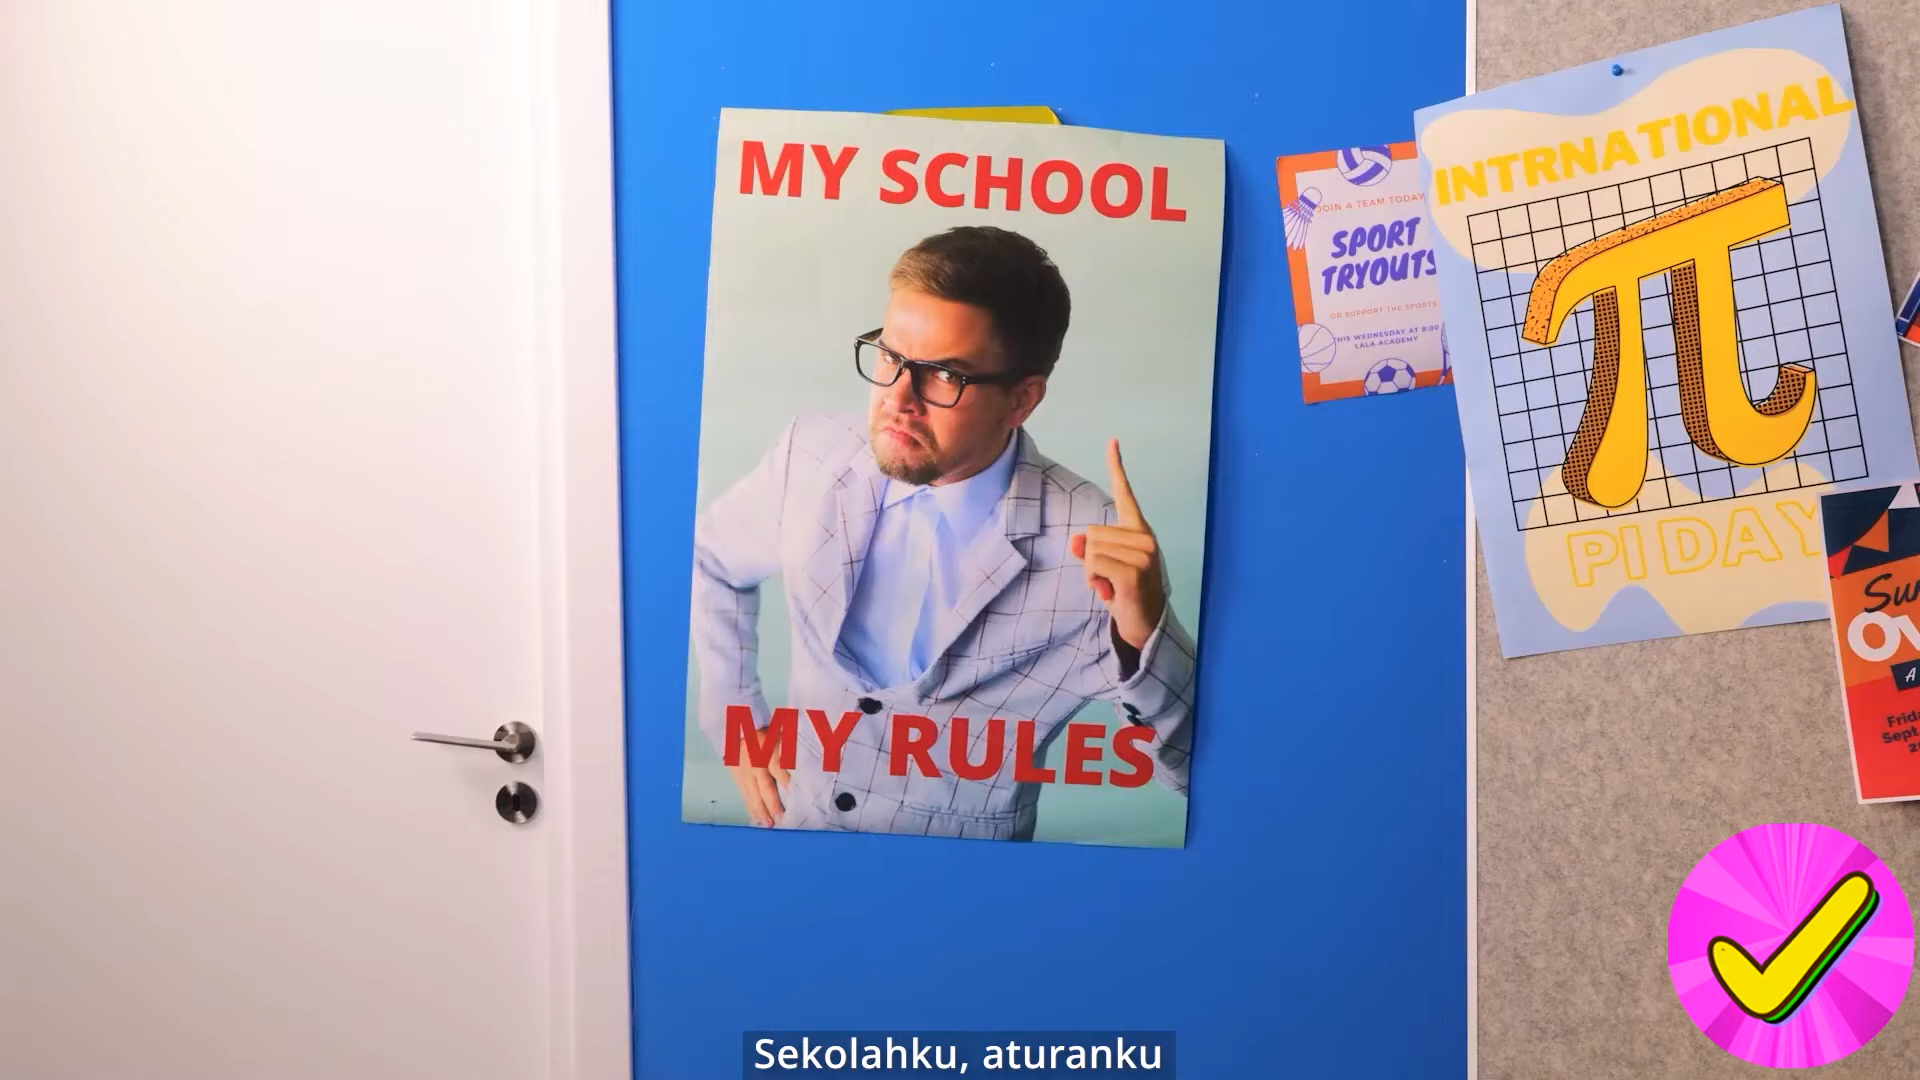 MY SCHOOL
MY RULES
JOIN A TEAM TODAY
SPORT
TRYOUTS
OR SUPPORT THE SPORTS
THIS WEDNESDAY AT 8:00
LALA ACADEMY
INTRNATIONAL
PI DAY
A
Sept
Sekolahku, aturanku